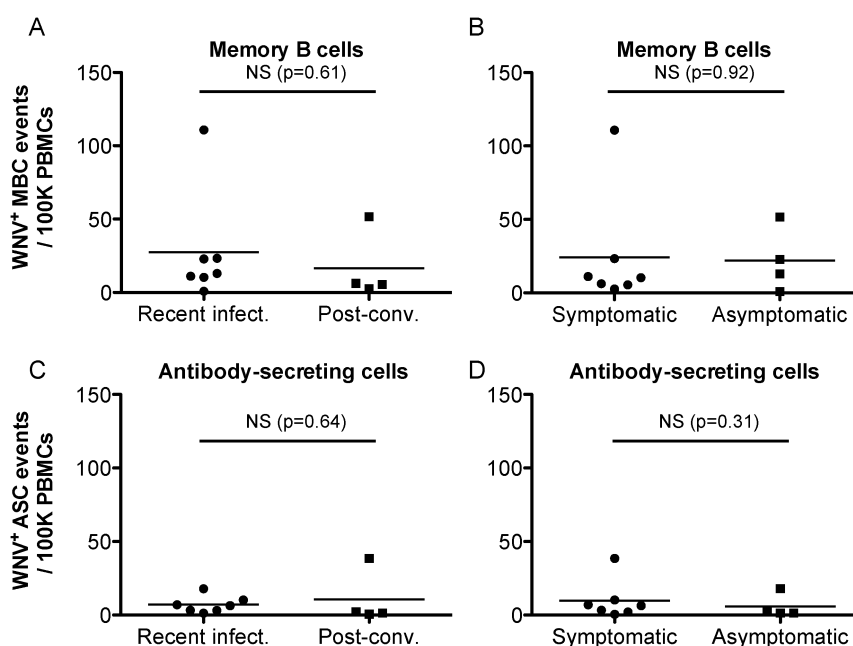 A
Memory B cells
NS (p=0.61)
WNV+ MBC events
/ 100K PBMCs
150
100
50
0
Recent infect.
Post-conv.
B
Memory B cells
NS (p=0.92)
150
100
50
0
Symptomatic
Asymptomatic
C
Antibody-secreting cells
NS (p=0.64)
WNV+ ASC events
/ 100K PBMCs
150
100
50
0
Recent infect.
Post-conv.
D
Antibody-secreting cells
NS (p=0.31)
150
100
50
0
Symptomatic
Asymptomatic